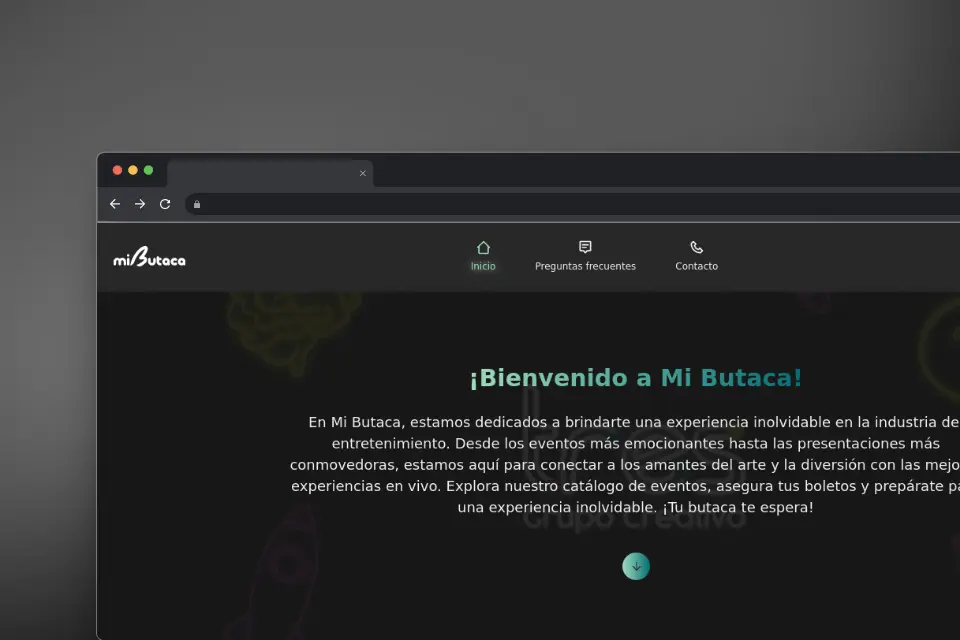 mi Butaca
Inicio
Preguntas frecuentes
Contacto
¡Bienvenido a Mi Butaca!
En Mi Butaca, estamos dedicados a brindarte una experiencia inolvidable en la industria de
entretenimiento. Desde los eventos más emocionantes hasta las presentaciones más
conmovedoras, estamos aquí para conectar a los amantes del arte y la diversión con las mejo
experiencias en vivo. Explora nuestro catálogo de eventos, asegura tus boletos y prepárate pa
una experiencia inolvidable. ¡Tu butaca te espera!
tres
Grupo Creativo